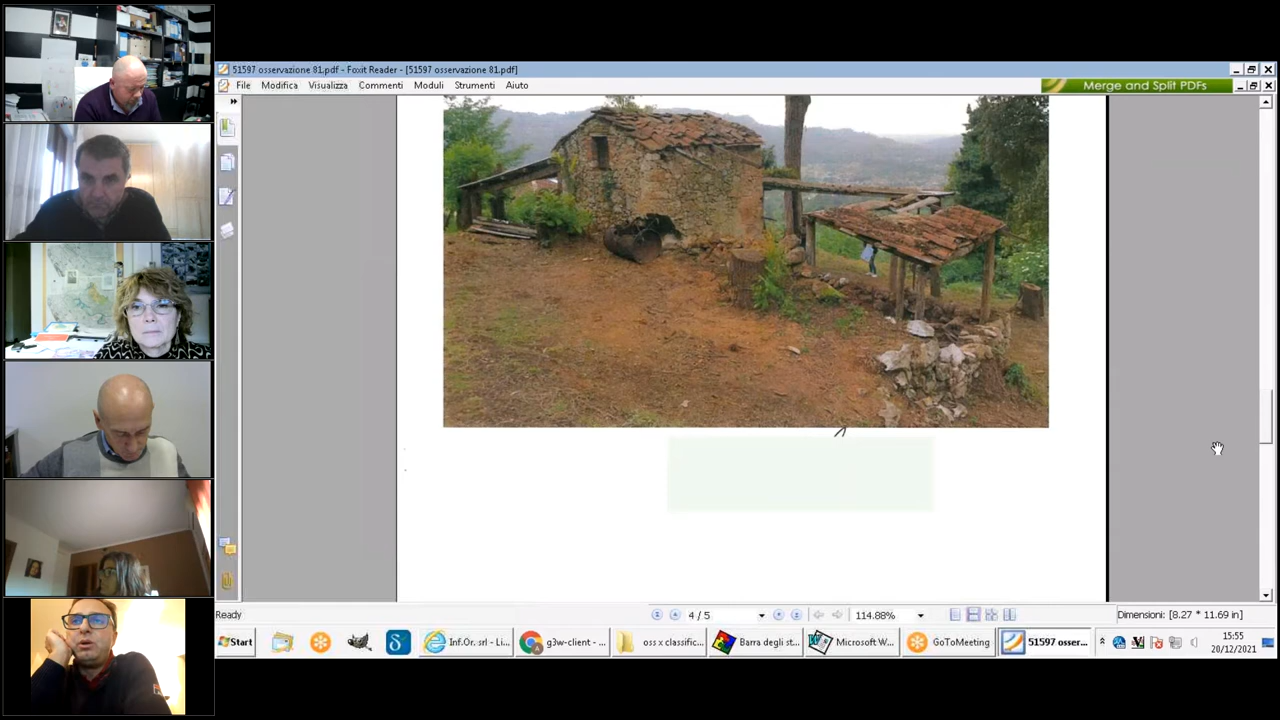 51597 osservazione 81.pdf - Foxit Reader - [51597 osservazione 81.pdf]
File Modifica Visualizza Commenti Moduli Strumenti Aiuto
Merge and Split PDFs
Ready
4 / 5
114.88%
Dimensioni: [8.27 * 11.69 in]
Start
Inf.Or. srl - Li...
g3w-client - ...
oss x classific...
Barra degli st...
Microsoft W...
GoToMeeting
51597 osser...
15:55
20/12/2021